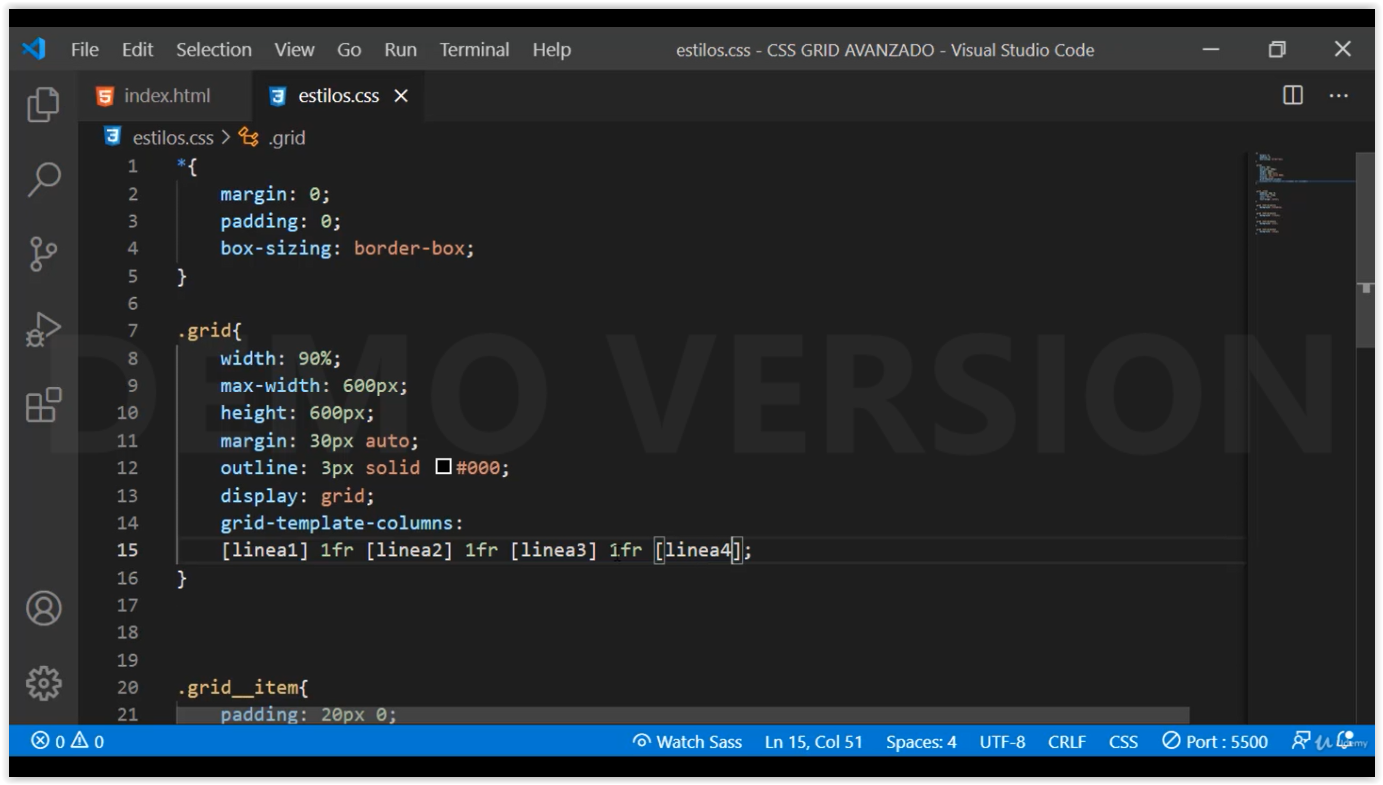 File Edit Selection View Go Run Terminal Help estilos.css - CSS GRID AVANZADO - Visual Studio Code
index.html estilos.css
estilos.css > .grid
1 *{
2 margin: 0;
3 padding: 0;
4 box-sizing: border-box;
5 }
6
7 .grid{
8 width: 90%;
9 max-width: 600px;
10 height: 600px;
11 margin: 30px auto;
12 outline: 3px solid #000;
13 display: grid;
14 grid-template-columns:
15 [linea1] 1fr [linea2] 1fr [linea3] 1fr [linea4];
16 }
17
18
19
20 .grid__item{
21 padding: 20px 0;
DEMO VERSION
0 0 Watch Sass Ln 15, Col 51 Spaces: 4 UTF-8 CRLF CSS Port : 5500